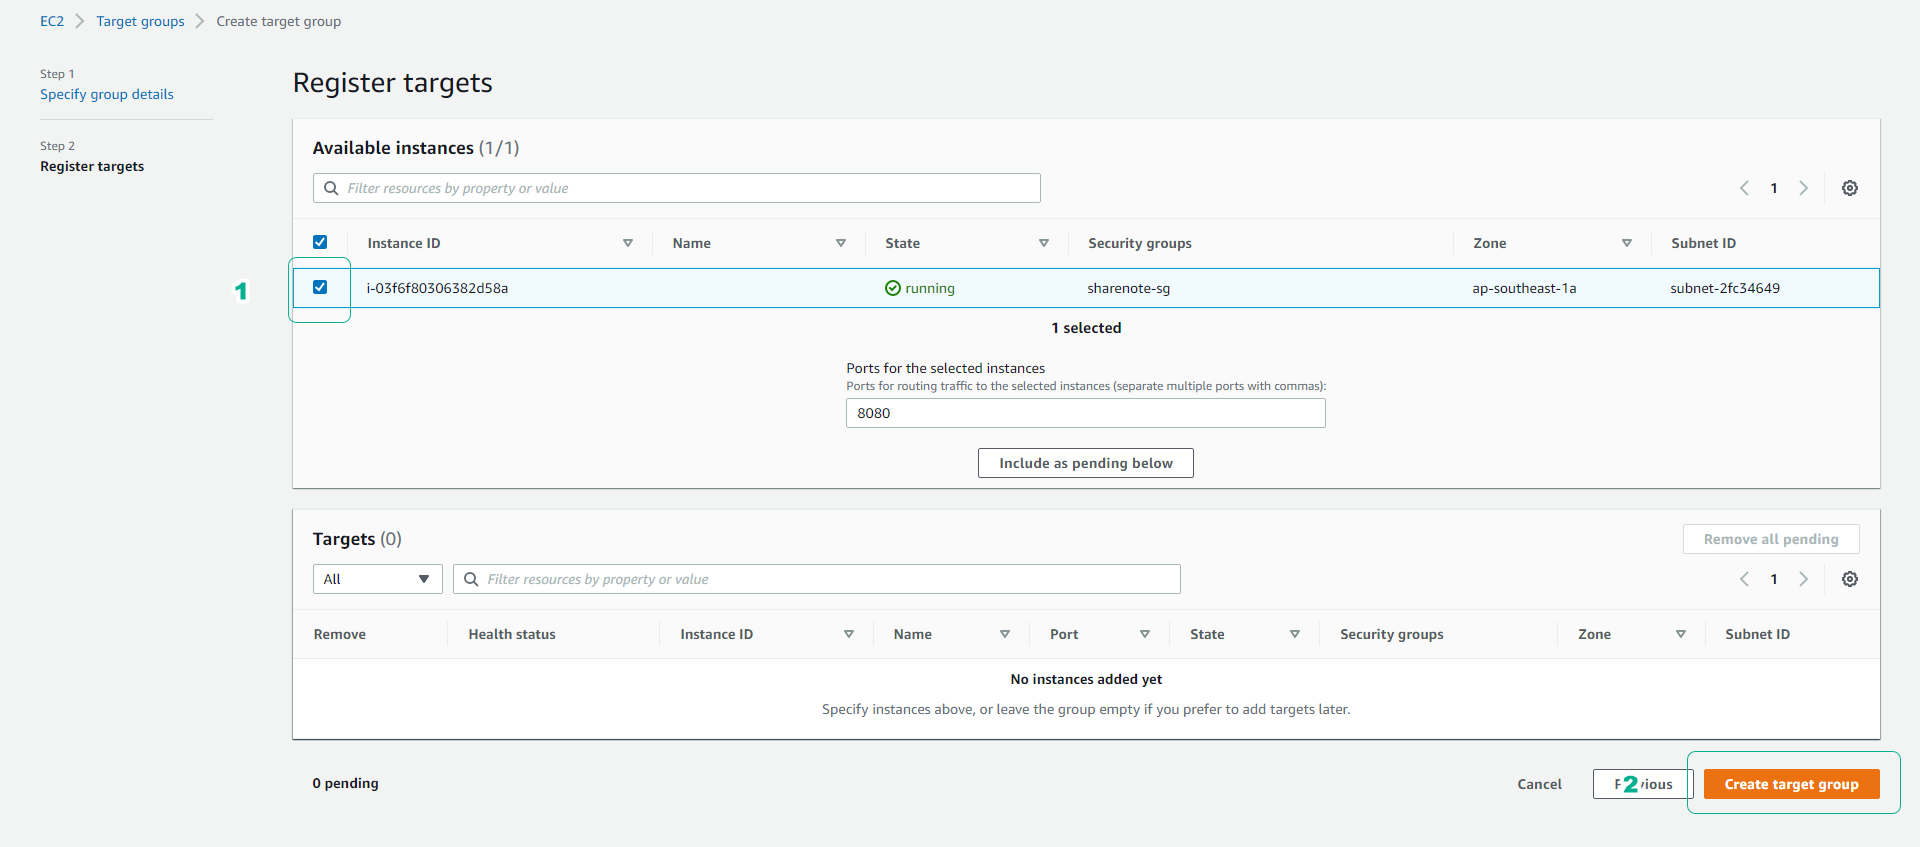 EC2 > Target groups > Create target group
Step 1
Specify group details
Step 2
Register targets
Register targets
Available instances (1/1)
Filter resources by property or value
1
Instance ID Name State Security groups Zone Subnet ID
1
i-03f6f80306382d58a running sharenote-sg ap-southeast-1a subnet-2fc34649
1 selected
Ports for the selected instances
Ports for routing traffic to the selected instances (separate multiple ports with commas):
8080
Include as pending below
Targets (0)
Remove all pending
All Filter resources by property or value
1
Remove Health status Instance ID Name Port State Security groups Zone Subnet ID
No instances added yet
Specify instances above, or leave the group empty if you prefer to add targets later.
0 pending
Cancel
2
Create target group